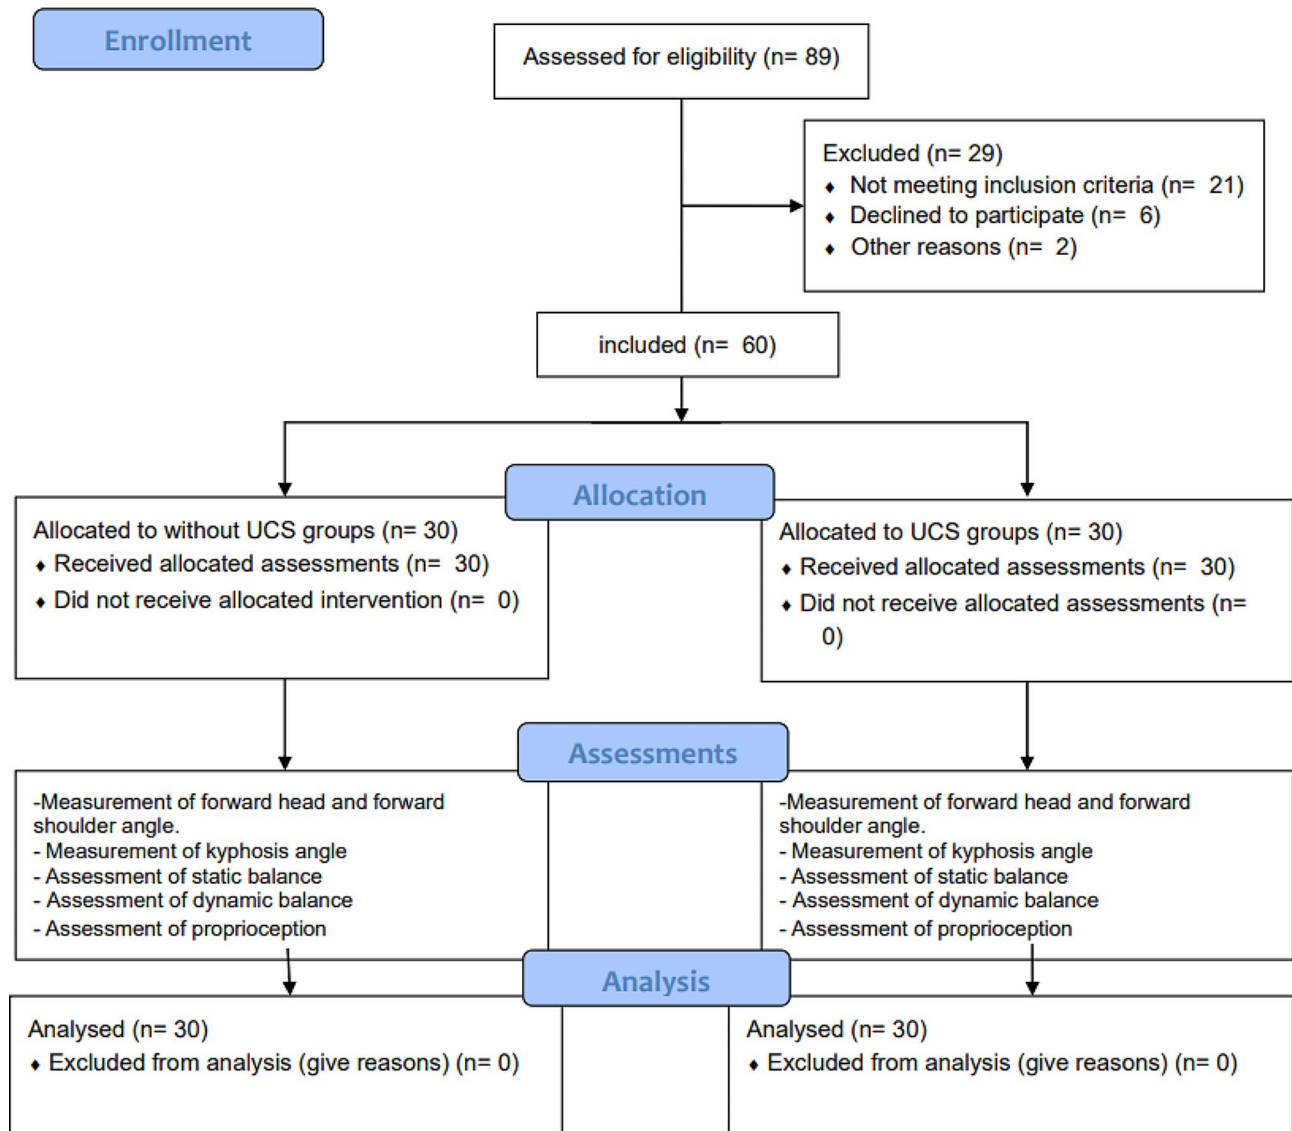 Enrollment
Assessed for eligibility (n= 89)
Excluded (n= 29)
♦ Not meeting inclusion criteria (n= 21)
♦ Declined to participate (n= 6)
♦ Other reasons (n= 2)
included (n= 60)
Allocation
Allocated to without UCS groups (n= 30)
♦ Received allocated assessments (n= 30)
♦ Did not receive allocated intervention (n= 0)
Allocated to UCS groups (n= 30)
♦ Received allocated assessments (n= 30)
♦ Did not receive allocated assessments (n=
0)
Assessments
-Measurement of forward head and forward
shoulder angle.
- Measurement of kyphosis angle
- Assessment of static balance
- Assessment of dynamic balance
- Assessment of proprioception
-Measurement of forward head and forward
shoulder angle.
- Measurement of kyphosis angle
- Assessment of static balance
- Assessment of dynamic balance
- Assessment of proprioception
Analysis
Analysed (n= 30)
♦ Excluded from analysis (give reasons) (n= 0)
Analysed (n= 30)
♦ Excluded from analysis (give reasons) (n= 0)